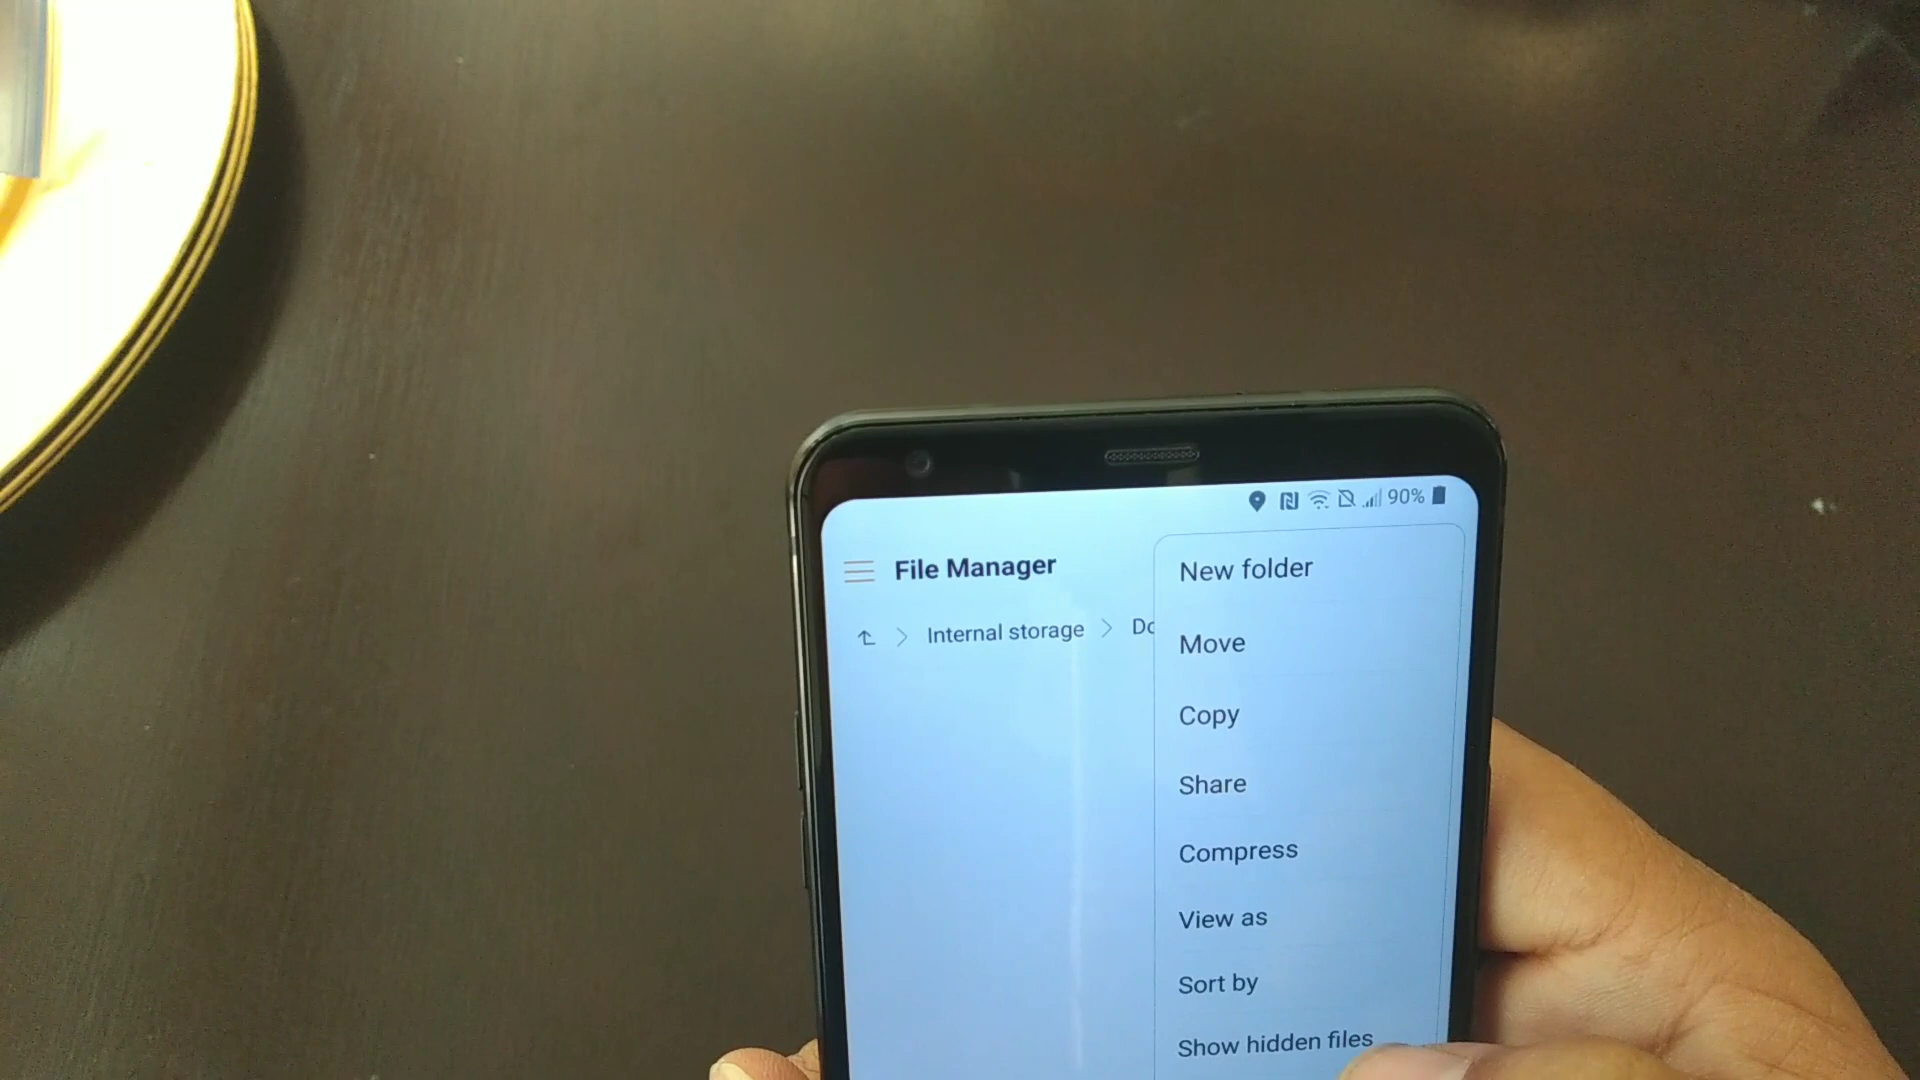 90%
File Manager
Internal storage
New folder
Move
Copy
Share
Compress
View as
Sort by
Show hidden files